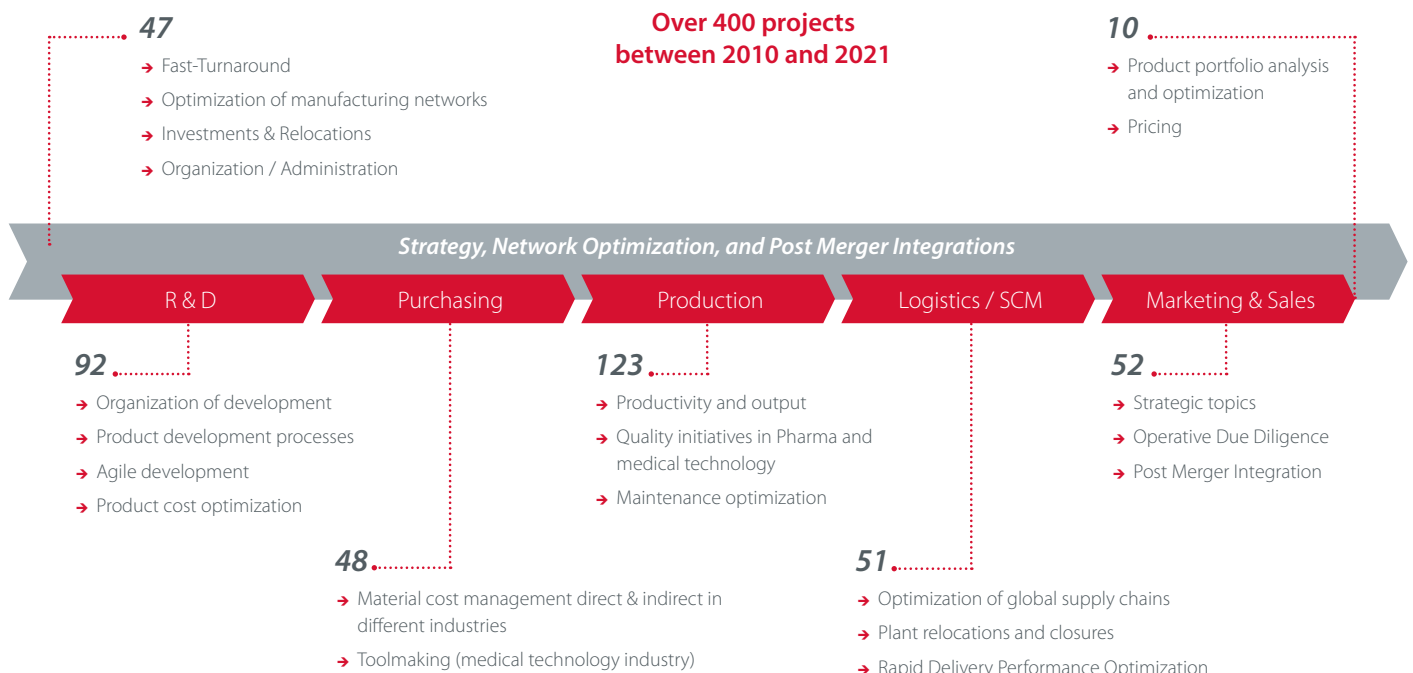 Over 400 projects
between 2010 and 2021
47
→ Fast-Turnaround
→ Optimization of manufacturing networks
→ Investments & Relocations
→ Organization / Administration
10
→ Product portfolio analysis
and optimization
→ Pricing
Strategy, Network Optimization, and Post Merger Integrations
R & D
Purchasing
Production
Logistics / SCM
Marketing & Sales
92
→ Organization of development
→ Product development processes
→ Agile development
→ Product cost optimization
123
→ Productivity and output
→ Quality initiatives in Pharma and
medical technology
→ Maintenance optimization
52
→ Strategic topics
→ Operative Due Diligence
→ Post Merger Integration
48
→ Material cost management direct & indirect in
different industries
→ Toolmaking (medical technology industry)
51
→ Optimization of global supply chains
→ Plant relocations and closures
→ Rapid Delivery Performance Optimization